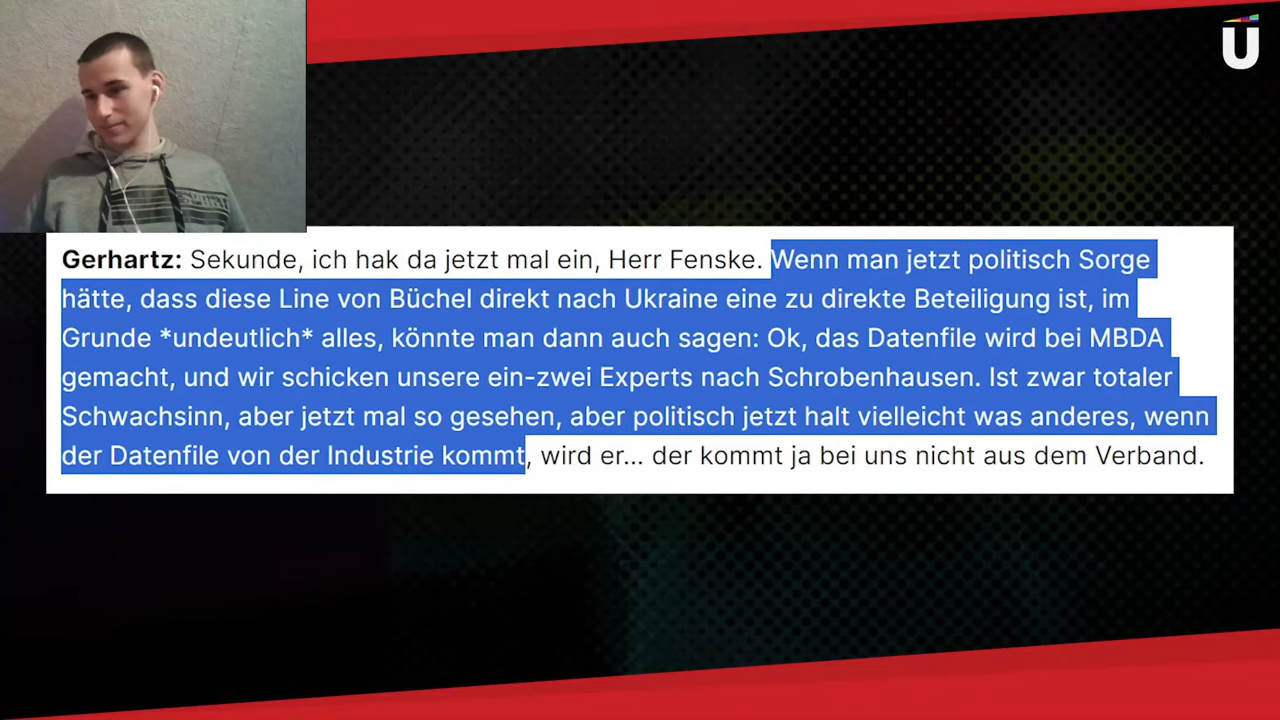 Ü
SPORT
Gerhartz: Sekunde, ich hak da jetzt mal ein, Herr Fenske. Wenn man jetzt politisch Sorge
hätte, dass diese Line von Büchel direkt nach Ukraine eine zu direkte Beteiligung ist, im
Grunde *undeutlich* alles, könnte man dann auch sagen: Ok, das Datenfile wird bei MBDA
gemacht, und wir schicken unsere ein-zwei Experts nach Schrobenhausen. Ist zwar totaler
Schwachsinn, aber jetzt mal so gesehen, aber politisch jetzt halt vielleicht was anderes, wenn
der Datenfile von der Industrie kommt, wird er... der kommt ja bei uns nicht aus dem Verband.